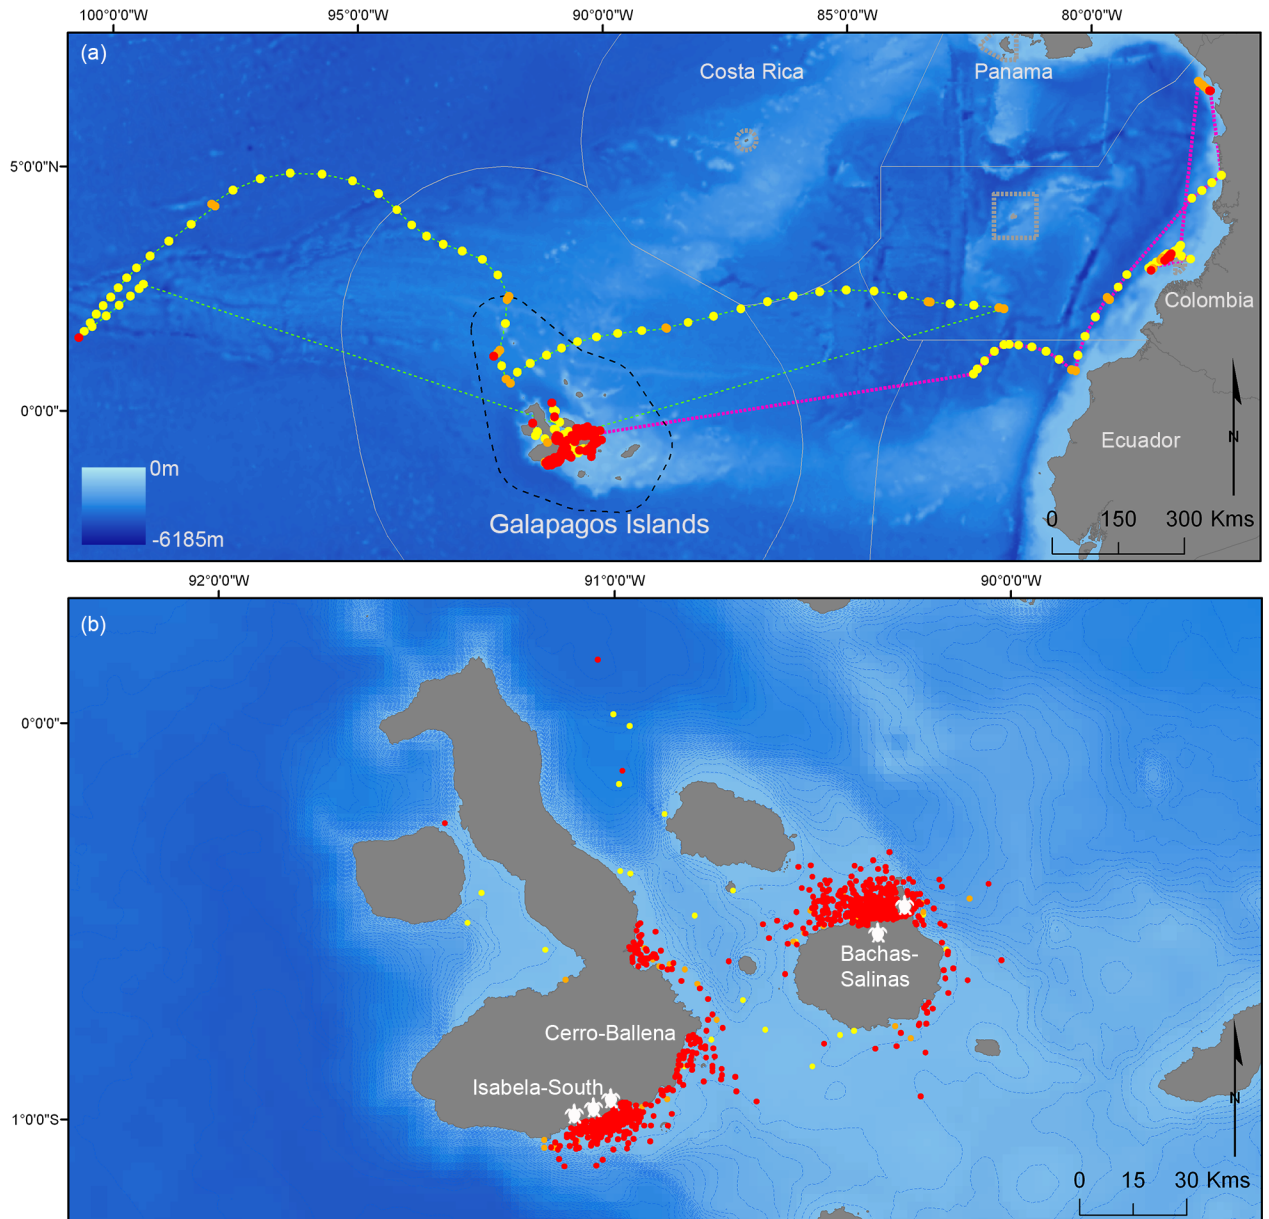 100°0'0"W 95°0'0"W 90°0'0"W 85°0'0"W 80°0'0"W
(a)
Costa Rica
Panama
5°0'0"N
Colombia
0°0'0"
Ecuador
N
0m
-6185m
Galapagos Islands
0 150 300 Kms
92°0'0"W 91°0'0"W 90°0'0"W
(b)
0°0'0"
Bachas-
Salinas
Cerro-Ballena
Isabela-South
1°0'0"S
N
0 15 30 Kms